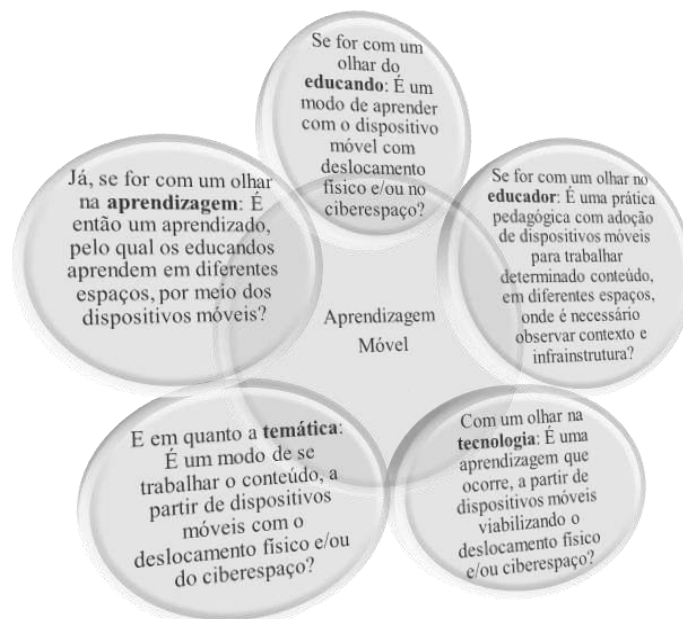 Se for com um
olhar do
educando: É um
modo de aprender
com o dispositivo
móvel com
deslocamento
físico e/ou no
ciberespaço?
Já, se for com um olhar
na aprendizagem: É
então um aprendizado,
pelo qual os educandos
aprendem em diferentes
espaços, por meio dos
dispositivos móveis?
Se for com um olhar no
educador: É uma prática
pedagógica com adoção
de dispositivos móveis
para trabalhar
determinado conteúdo,
em diferentes espaços,
onde é necessário
observar contexto e
infrainstrutura?
Aprendizagem
Móvel
E em quanto a temática:
É um modo de se
trabalhar o conteúdo, a
partir de dispositivos
móveis com o
deslocamento físico e/ou
do ciberespaço?
Com um olhar na
tecnologia: É uma
aprendizagem que
ocorre, a partir de
dispositivos móveis
viabilizando o
deslocamento físico
e/ou ciberespaço?